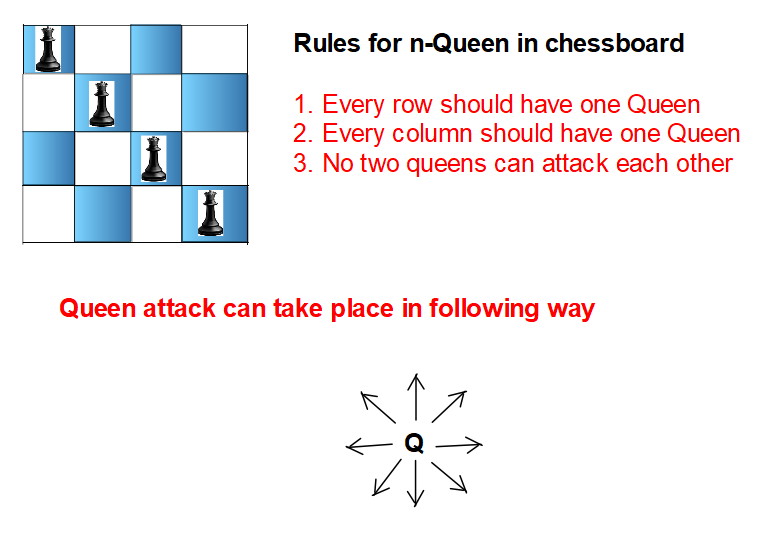 Rules for n-Queen in chessboard
1. Every row should have one Queen
2. Every column should have one Queen
3. No two queens can attack each other
Queen attack can take place in following way
Q